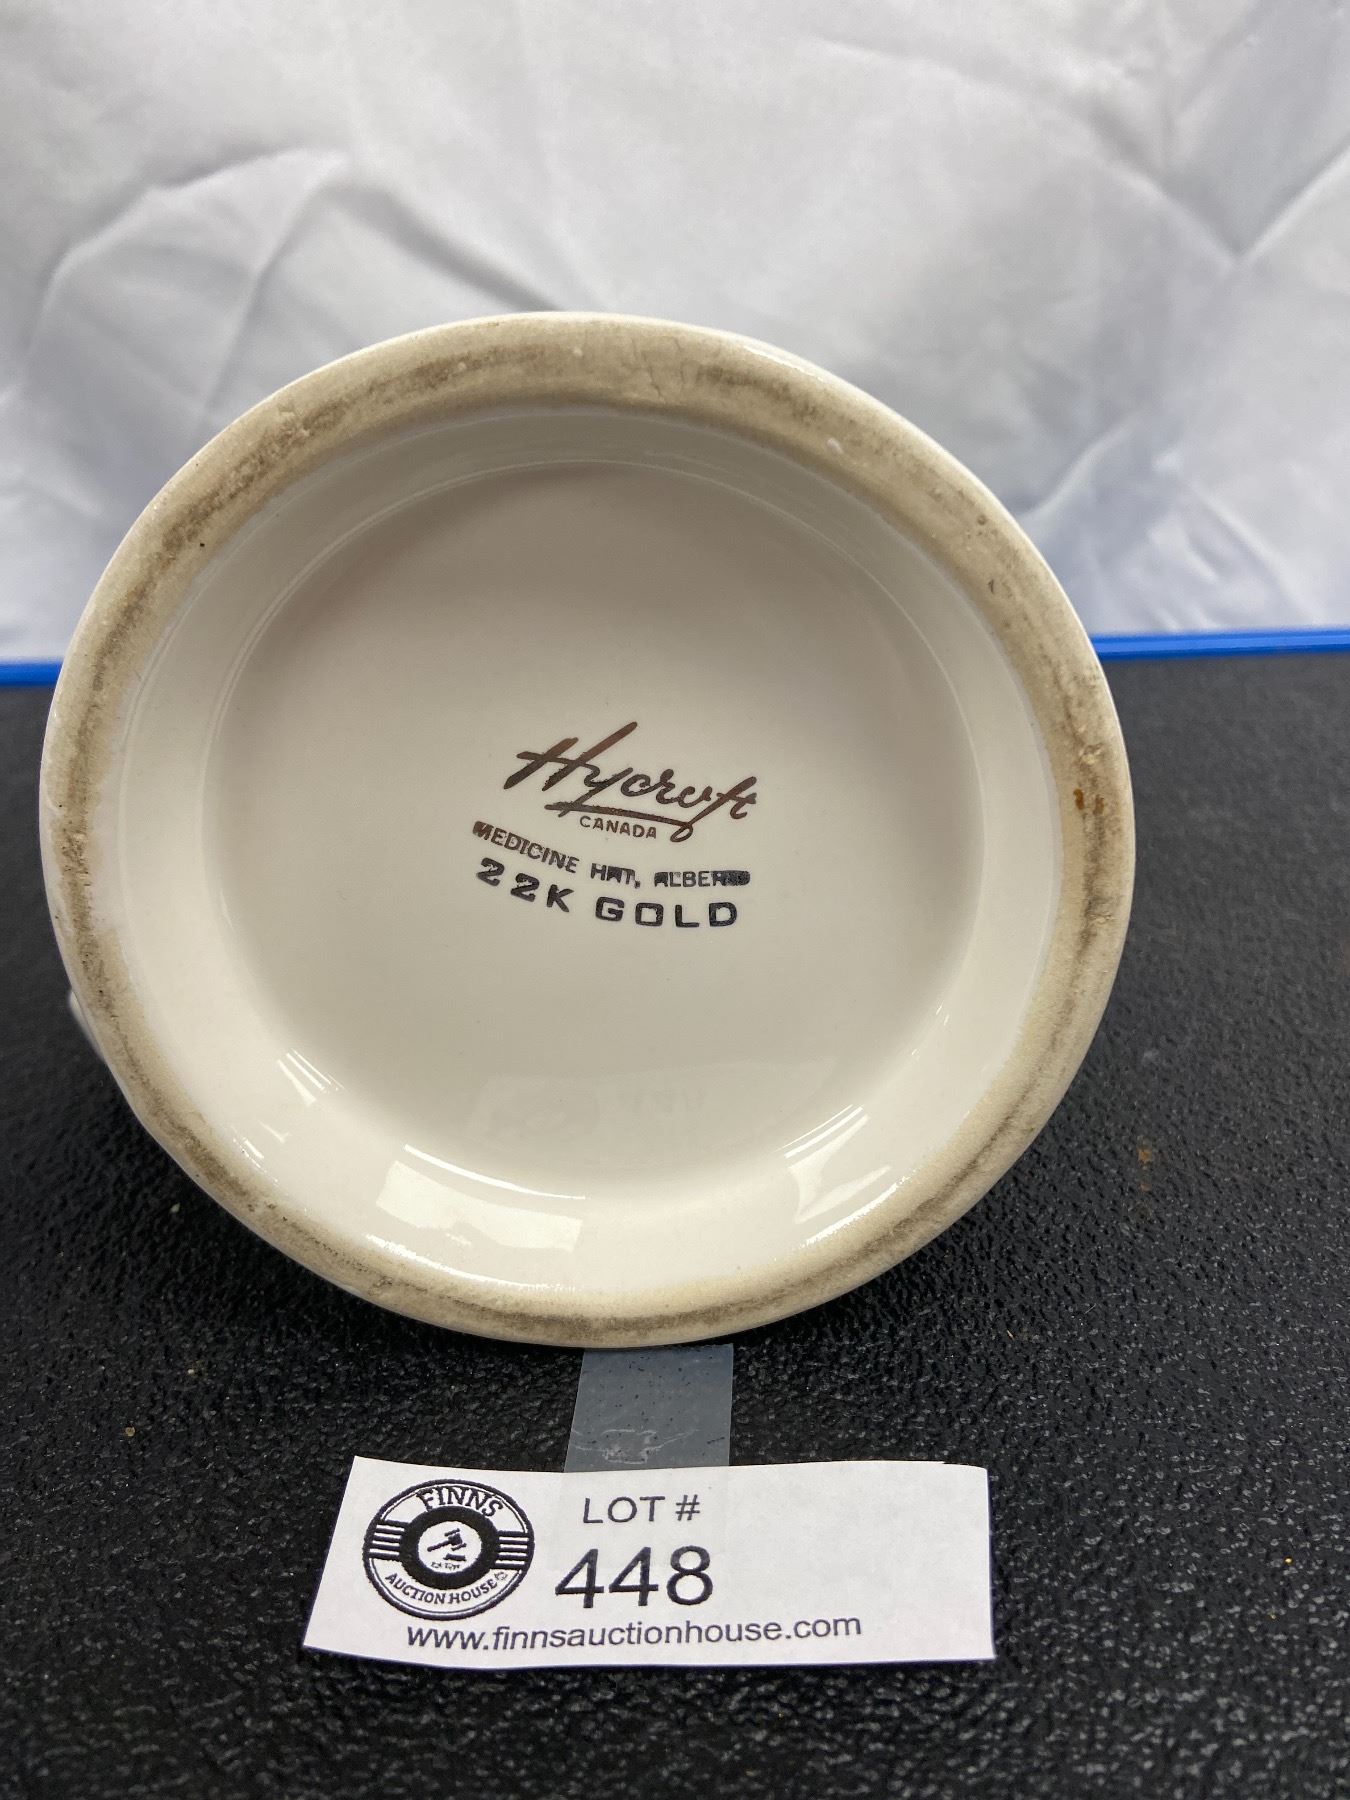 Hycroft
CANADA
MEDICINE HAT, ALBERTA
22K GOLD
FINNS
AUCTION HOUSE
LOT #
448
www.finnsauctionhouse.com